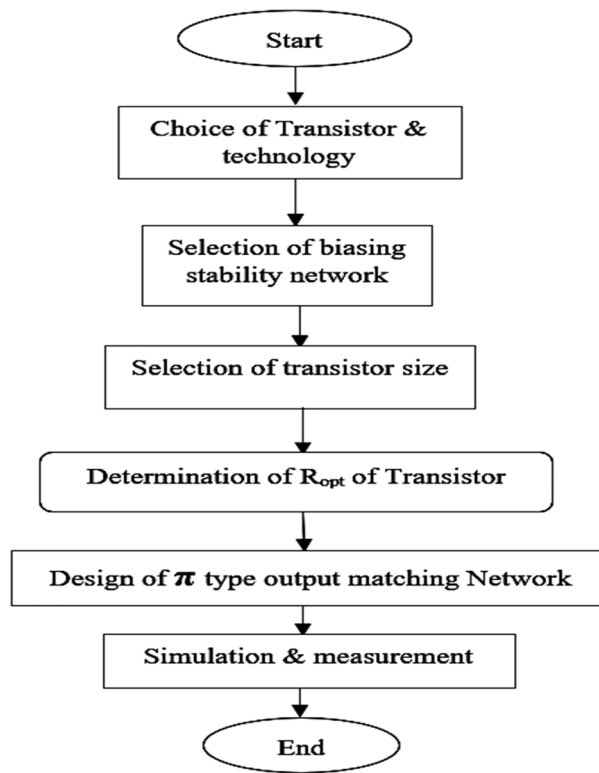 Start
Choice of Transistor &
technology
Selection of biasing
stability network
Selection of transistor size
Determination of Ropt of Transistor
Design of π type output matching Network
Simulation & measurement
End